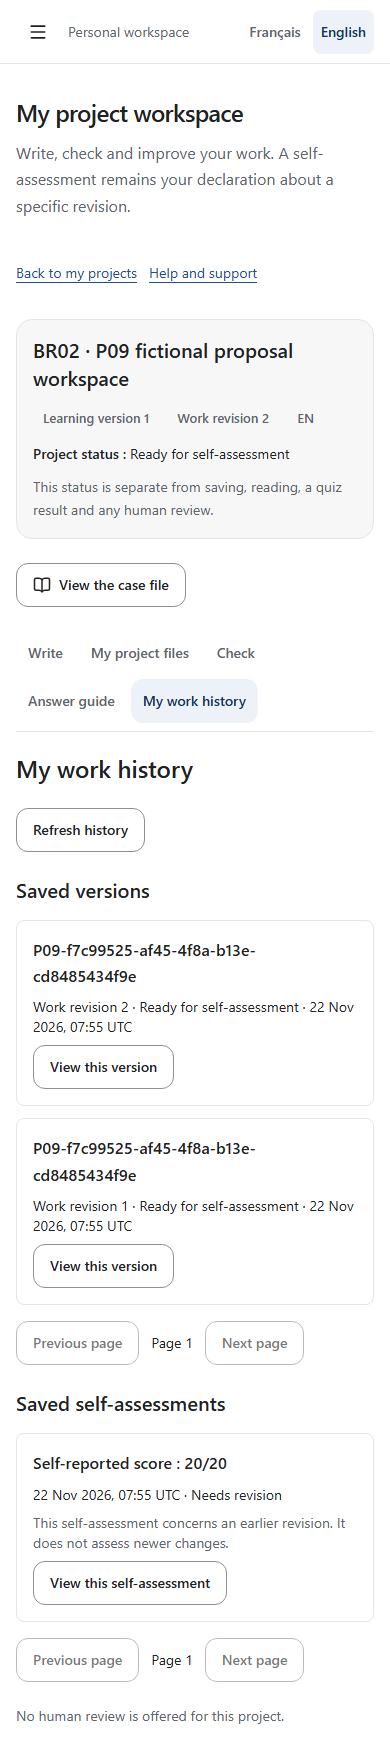 Personal workspace
Français
English
My project workspace
Write, check and improve your work. A self-
assessment remains your declaration about a
specific revision.
Back to my projects
Help and support
BR02 · P09 fictional proposal
workspace
Learning version 1
Work revision 2
EN
Project status : Ready for self-assessment
This status is separate from saving, reading, a quiz
result and any human review.
View the case file
Write
My project files
Check
Answer guide
My work history
My work history
Refresh history
Saved versions
P09-f7c99525-af45-4f8a-b13e-
cd8485434f9e
Work revision 2 · Ready for self-assessment · 22 Nov
2026, 07:55 UTC
View this version
P09-f7c99525-af45-4f8a-b13e-
cd8485434f9e
Work revision 1 · Ready for self-assessment · 22 Nov
2026, 07:55 UTC
View this version
Previous page
Page 1
Next page
Saved self-assessments
Self-reported score : 20/20
22 Nov 2026, 07:55 UTC · Needs revision
This self-assessment concerns an earlier revision. It
does not assess newer changes.
View this self-assessment
Previous page
Page 1
Next page
No human review is offered for this project.